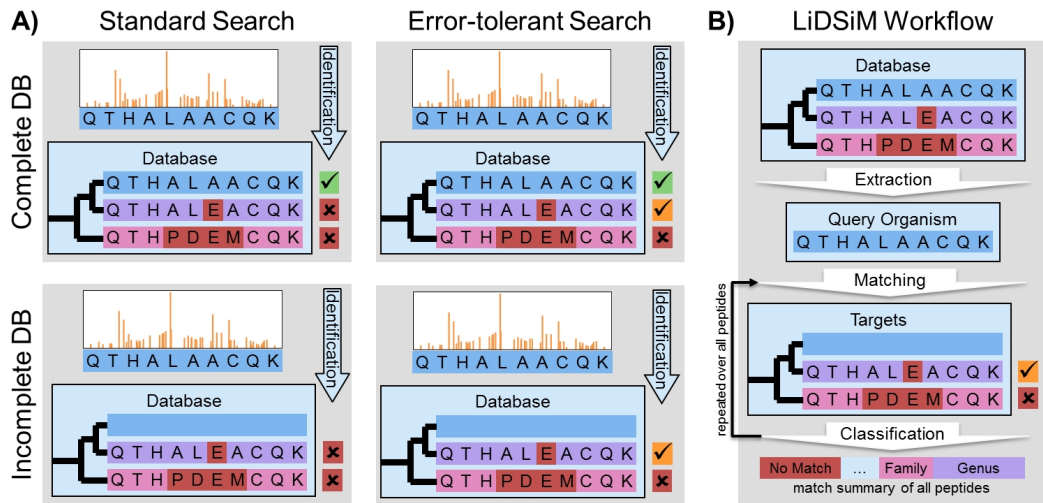 A)
Standard Search
Error-tolerant Search
Complete DB
Q T H A L A A C Q K
Identification
Database
Q T H A L A A C Q K
Q T H A L E A C Q K
Q T H P D E M C Q K
Q T H A L A A C Q K
Identification
Database
Q T H A L A A C Q K
Q T H A L E A C Q K
Q T H P D E M C Q K
Incomplete DB
Q T H A L A A C Q K
Identification
Database
Q T H A L E A C Q K
Q T H P D E M C Q K
Q T H A L A A C Q K
Identification
Database
Q T H A L E A C Q K
Q T H P D E M C Q K
B)
LiDSiM Workflow
Database
Q T H A L A A C Q K
Q T H A L E A C Q K
Q T H P D E M C Q K
Extraction
Query Organism
Q T H A L A A C Q K
Matching
repeated over all peptides
Targets
Q T H A L E A C Q K
Q T H P D E M C Q K
Classification
No Match ... Family Genus
match summary of all peptides